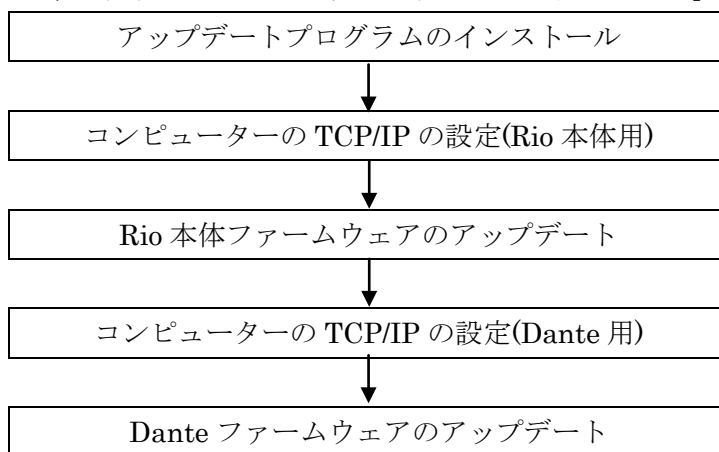 アップデートプログラムのインストール
コンピューターの TCP/IP の設定(Rio 本体用)
Rio 本体ファームウェアのアップデート
コンピューターの TCP/IP の設定(Dante 用)
Dante ファームウェアのアップデート